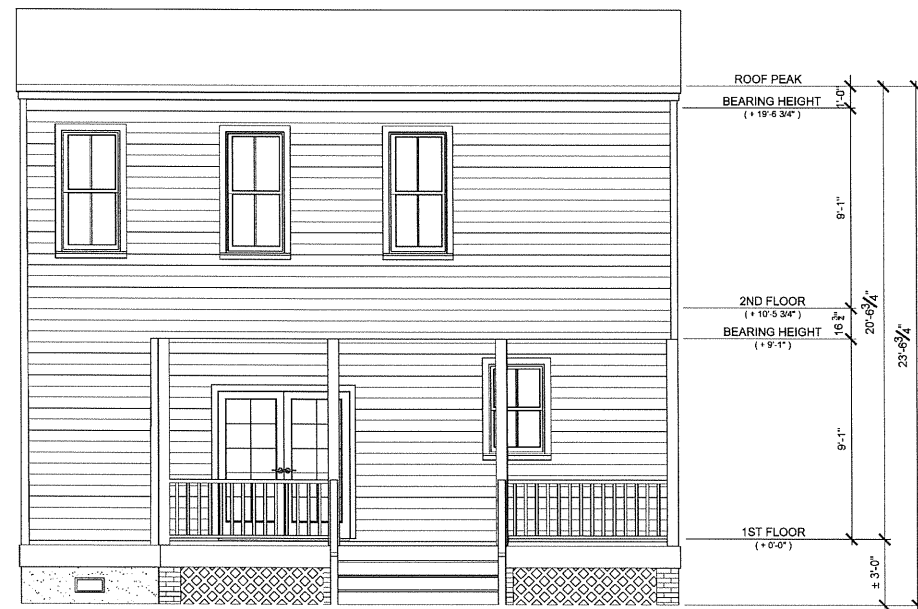 ROOF PEAK
1'-0"
BEARING HEIGHT
( + 19'-6 3/4" )
9'-1"
2ND FLOOR
( + 10'-5 3/4" )
16 3/4"
BEARING HEIGHT
( + 9'-1" )
20'-6 3/4"
23'-6 3/4"
9'-1"
1ST FLOOR
( + 0'-0" )
± 3'-0"